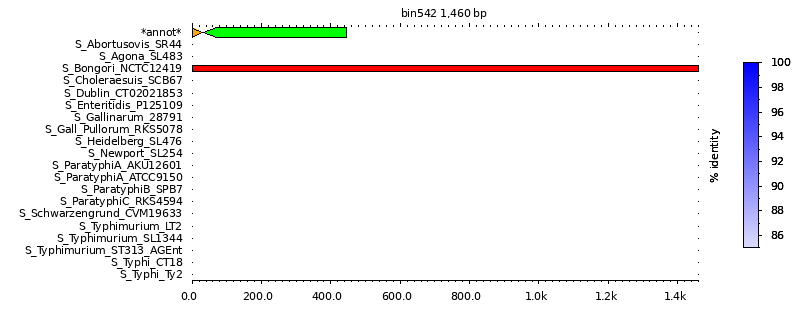 bin542 1,460 bp
*annot*
S_Abortusovis_SR44
S_Agona_SL483
S_Bongori_NCTC12419
S_Choleraesuis_SCB67
S_Dublin_CT02021853
S_Enteritidis_P125109
S_Gallinarum_28791
S_Gall_Pullorum_RKS5078
S_Heidelberg_SL476
S_Newport_SL254
S_ParatyphiA_AKU12601
S_ParatyphiA_ATCC9150
S_ParatyphiB_SPB7
S_ParatyphiC_RKS4594
S_Schwarzengrund_CVM19633
S_Typhimurium_LT2
S_Typhimurium_SL1344
S_Typhimurium_ST313_AGEnt
S_Typhi_CT18
S_Typhi_Ty2
0.0 200.0 400.0 600.0 800.0 1.0k 1.2k 1.4k
% identity
100
98
96
94
92
90
88
86